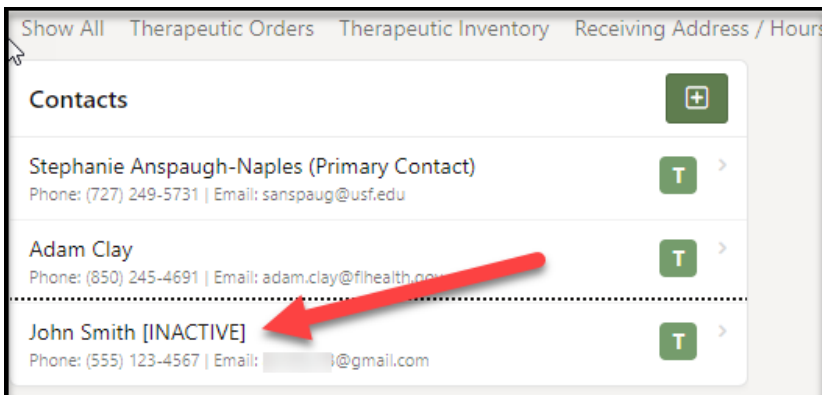 Show All Therapeutic Orders Therapeutic Inventory Receiving Address / Hours
Contacts
Stephanie Anspaugh-Naples (Primary Contact)
T
Phone: (727) 249-5731 | Email: sanspaug@usf.edu
Adam Clay
T
Phone: (850) 245-4691 | Email: adam.clay@flhealth.gov
John Smith [INACTIVE]
T
Phone: (555) 123-4567 | Email: @gmail.com